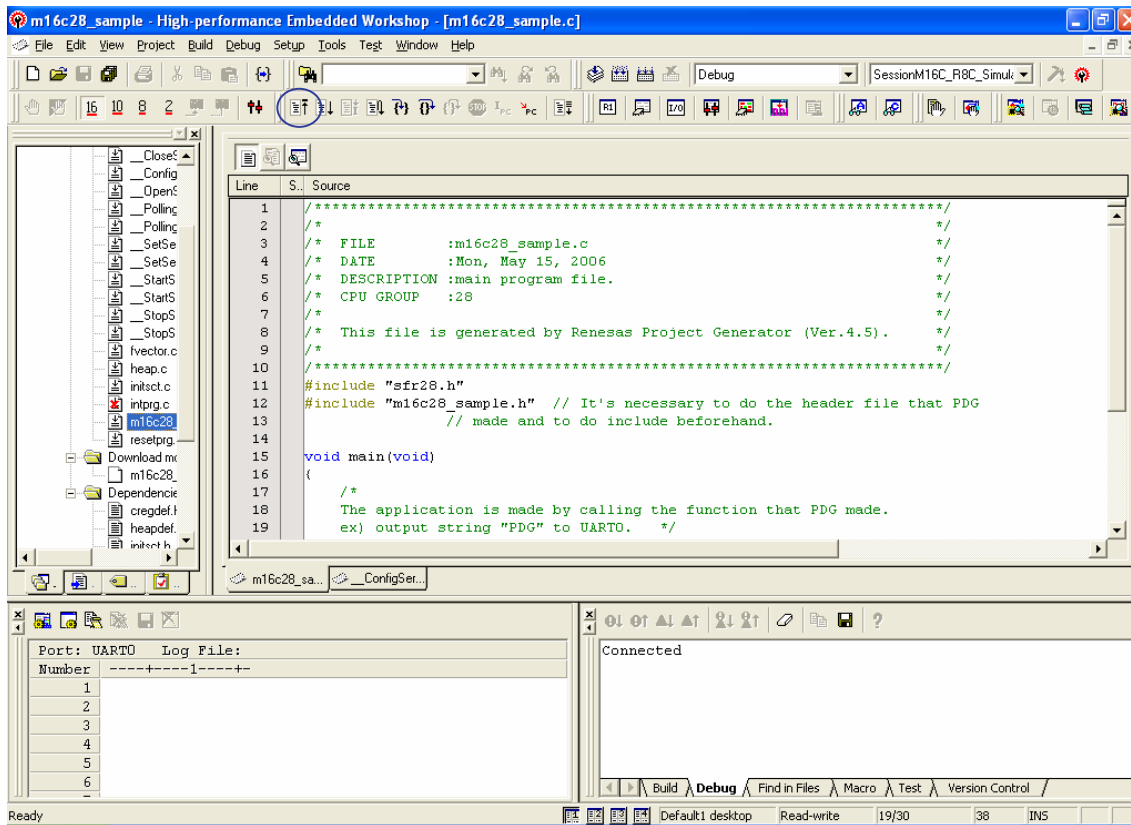 m16c28_sample - High-performance Embedded Workshop - [m16c28_sample.c]
File Edit View Project Build Debug Setup Tools Test Window Help
Debug
SessionM16C_R8C_Simula
16 10 8 2
PC
PC
R1
I/O
__CloseS
__Config
__OpenS
__Polling
__Polling
__SetSe
__SetSe
__StartS
__StartS
__StopS
__StopS
fvector.c
heap.c
initsct.c
intprg.c
m16c28_
resetprg.
Download mo
m16c28_
Dependencie
cregdef.h
heapdef.
initsct.h
Line S.. Source
1 /***********************************************************************/
2 /* */
3 /* FILE :m16c28_sample.c */
4 /* DATE :Mon, May 15, 2006 */
5 /* DESCRIPTION :main program file. */
6 /* CPU GROUP :28 */
7 /* */
8 /* This file is generated by Renesas Project Generator (Ver.4.5). */
9 /* */
10 /***********************************************************************/
11 #include "sfr28.h"
12 #include "m16c28_sample.h" // It's necessary to do the header file that PDG
13 // made and to do include beforehand.
14
15 void main(void)
16 {
17 /*
18 The application is made by calling the function that PDG made.
19 ex) output string "PDG" to UART0. */
m16c28_sa... __ConfigSer...
Port: UART0 Log File:
Number ----+----1----+-
1
2
3
4
5
6
Connected
Build Debug Find in Files Macro Test Version Control
Ready
Default1 desktop Read-write 19/30 38 INS